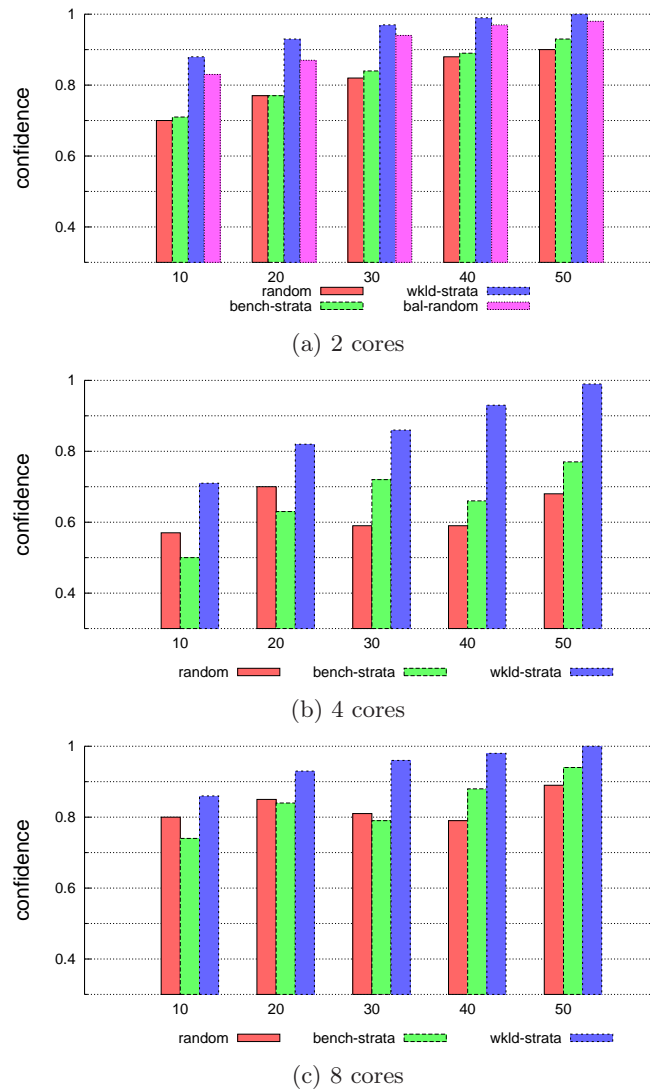 1
0.8
0.6
0.4
confidence
10 20 30 40 50
random wkld-strata
bench-strata bal-random
(a) 2 cores
1
0.8
0.6
0.4
confidence
10 20 30 40 50
random bench-strata wkld-strata
(b) 4 cores
1
0.8
0.6
0.4
confidence
10 20 30 40 50
random bench-strata wkld-strata
(c) 8 cores